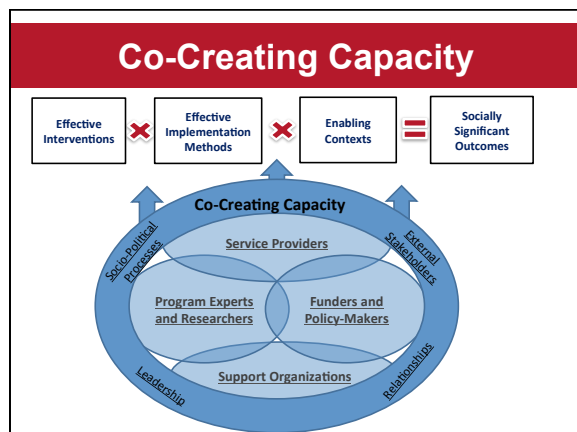 Co-Creating Capacity
Effective
Interventions
Effective
Implementation
Methods
Enabling
Contexts
Socially
Significant
Outcomes
Co-Creating Capacity
Socio-Political
Processes
External
Stakeholders
Service Providers
Program Experts
and Researchers
Funders and
Policy-Makers
Support Organizations
Leadership
Relationships